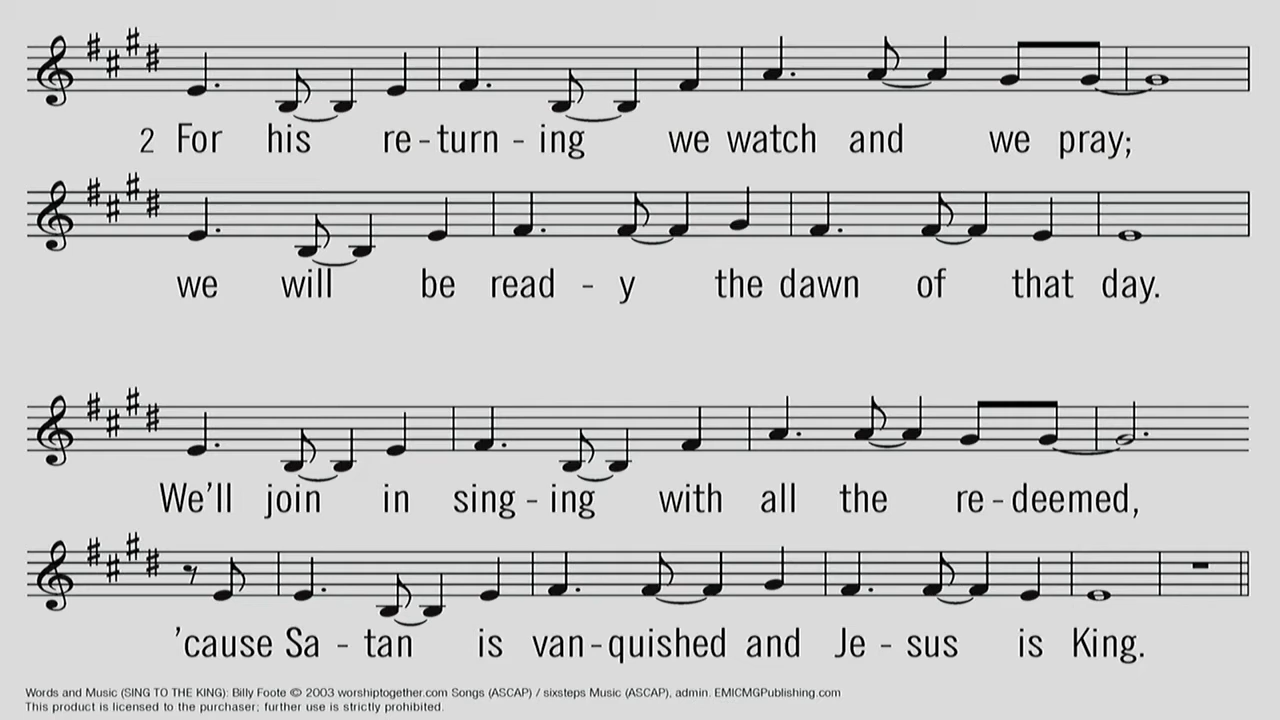 2 For his re-turn-ing we watch and we pray;
we will be read-y the dawn of that day.
We'll join in sing-ing with all the re-deemed,
'cause Sa-tan is van-quished and Je-sus is King.
Words and Music (SING TO THE KING): Billy Foote © 2003 worshiptogether.com Songs (ASCAP) / sixsteps Music (ASCAP), admin. EMICMGPublishing.com
This product is licensed to the purchaser; further use is strictly prohibited.